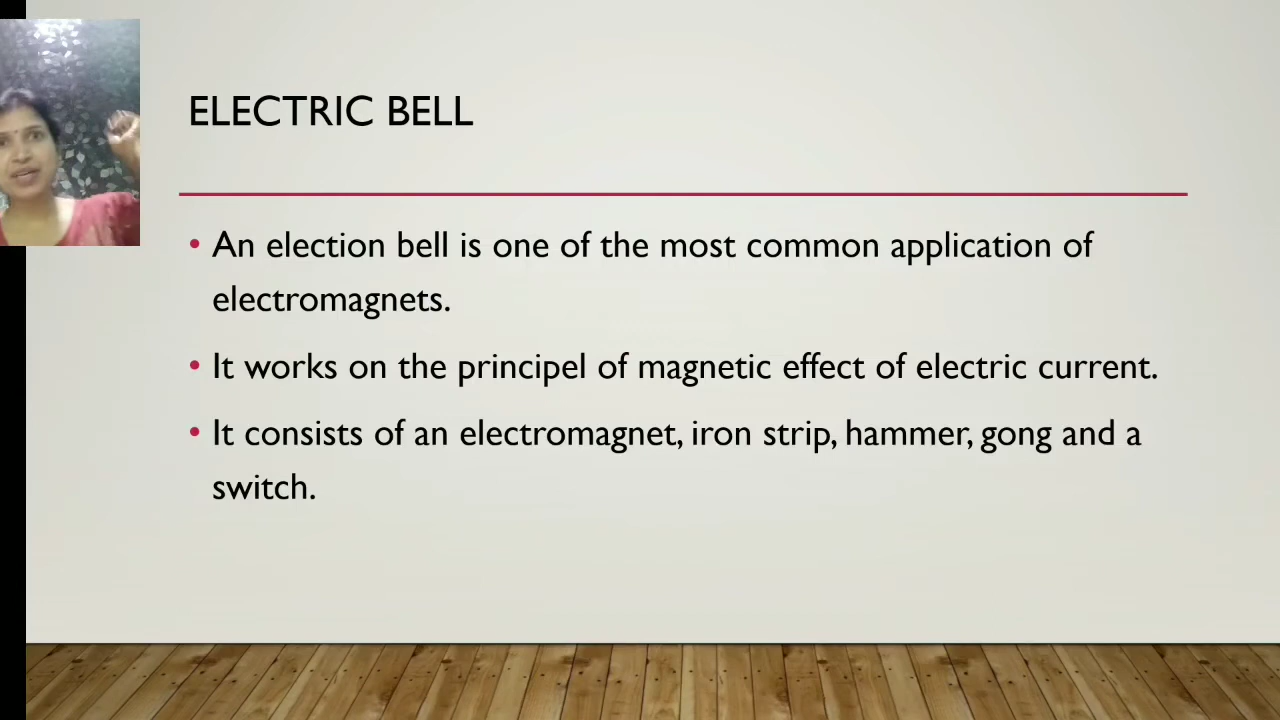 ELECTRIC BELL
• An election bell is one of the most common application of
electromagnets.
• It works on the principel of magnetic effect of electric current.
• It consists of an electromagnet, iron strip, hammer, gong and a
switch.